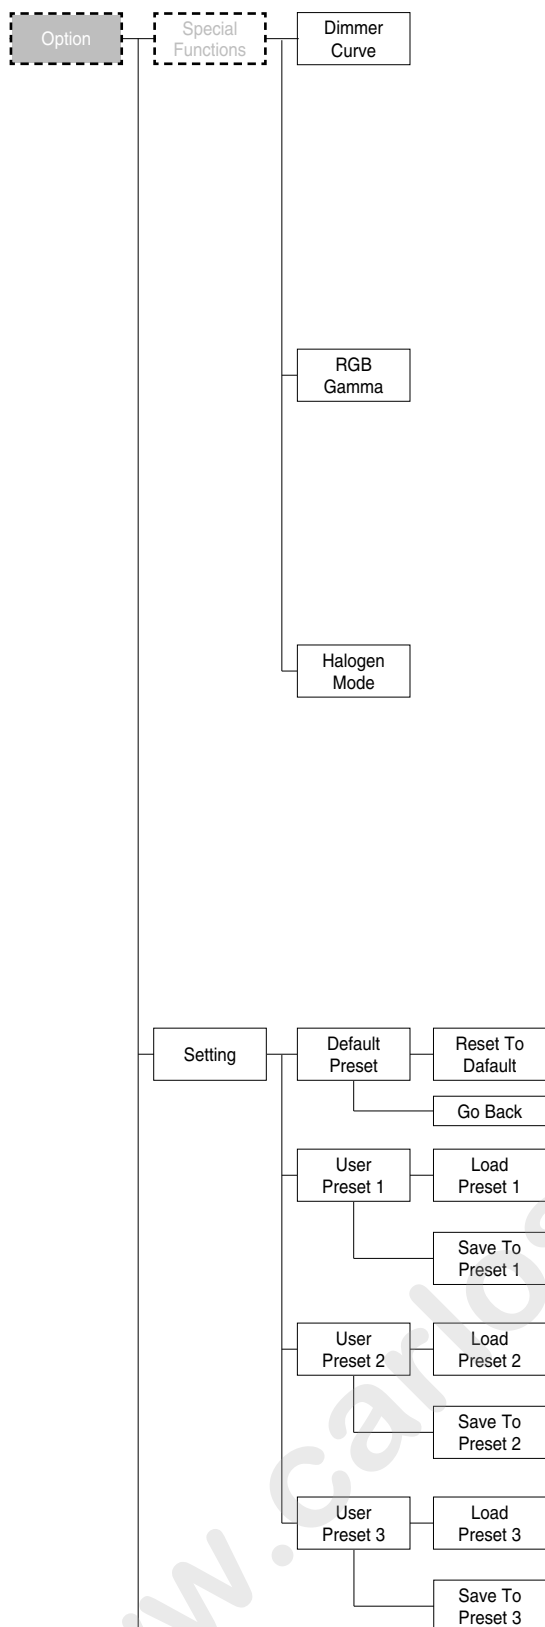 Option
Special
Functions
Dimmer
Curve
RGB
Gamma
Halogen
Mode
Setting
Default
Preset
Reset To
Dafault
Go Back
User
Preset 1
Load
Preset 1
Save To
Preset 1
User
Preset 2
Load
Preset 2
Save To
Preset 2
User
Preset 3
Load
Preset 3
Save To
Preset 3
w.carlos